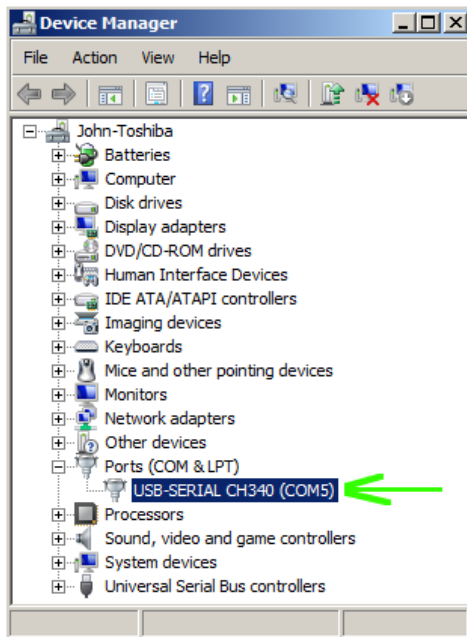 Device Manager
File Action View Help
John-Toshiba
Batteries
Computer
Disk drives
Display adapters
DVD/CD-ROM drives
Human Interface Devices
IDE ATA/ATAPI controllers
Imaging devices
Keyboards
Mice and other pointing devices
Monitors
Network adapters
Other devices
Ports (COM & LPT)
USB-SERIAL CH340 (COM5)
Processors
Sound, video and game controllers
System devices
Universal Serial Bus controllers